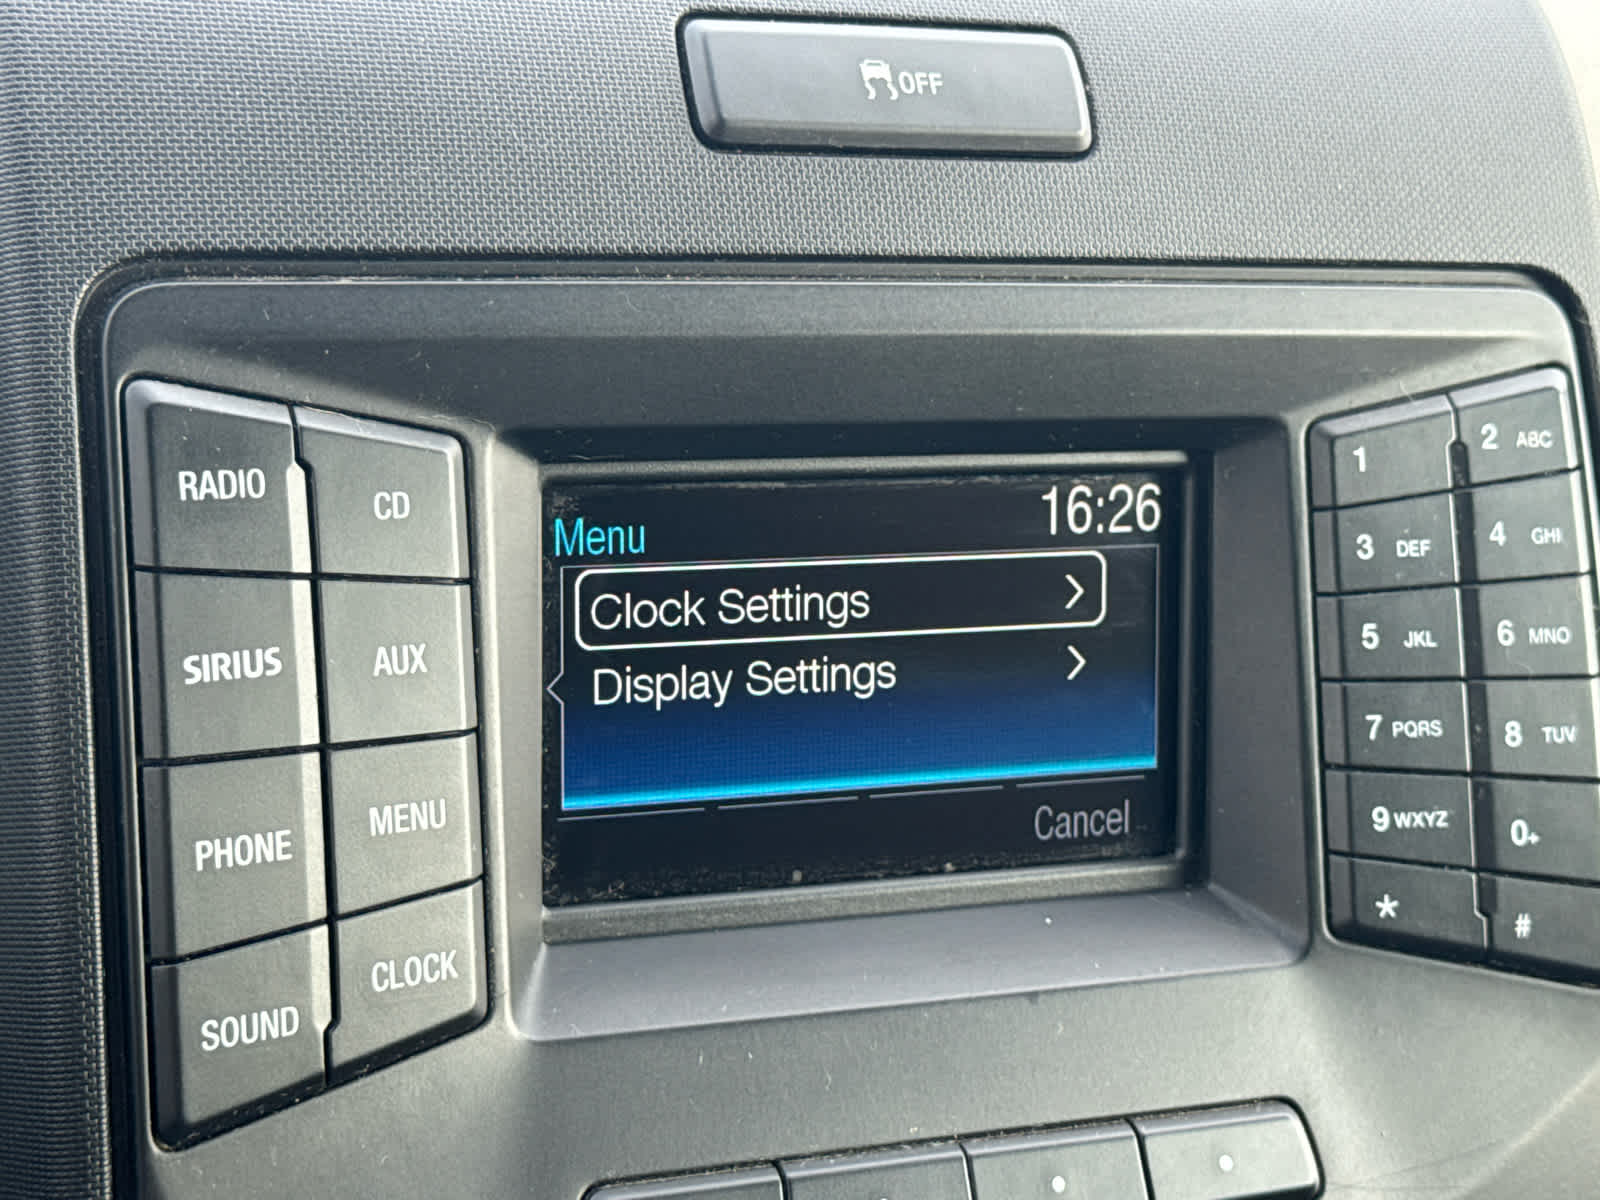 OFF
16:26
Menu
Clock Settings
Display Settings
Cancel
RADIO
CD
SIRIUS
AUX
PHONE
MENU
SOUND
CLOCK
1
2 ABC
3 DEF
4 GHI
5 JKL
6 MNO
7 PQRS
8 TUV
9 WXYZ
0+
*
#